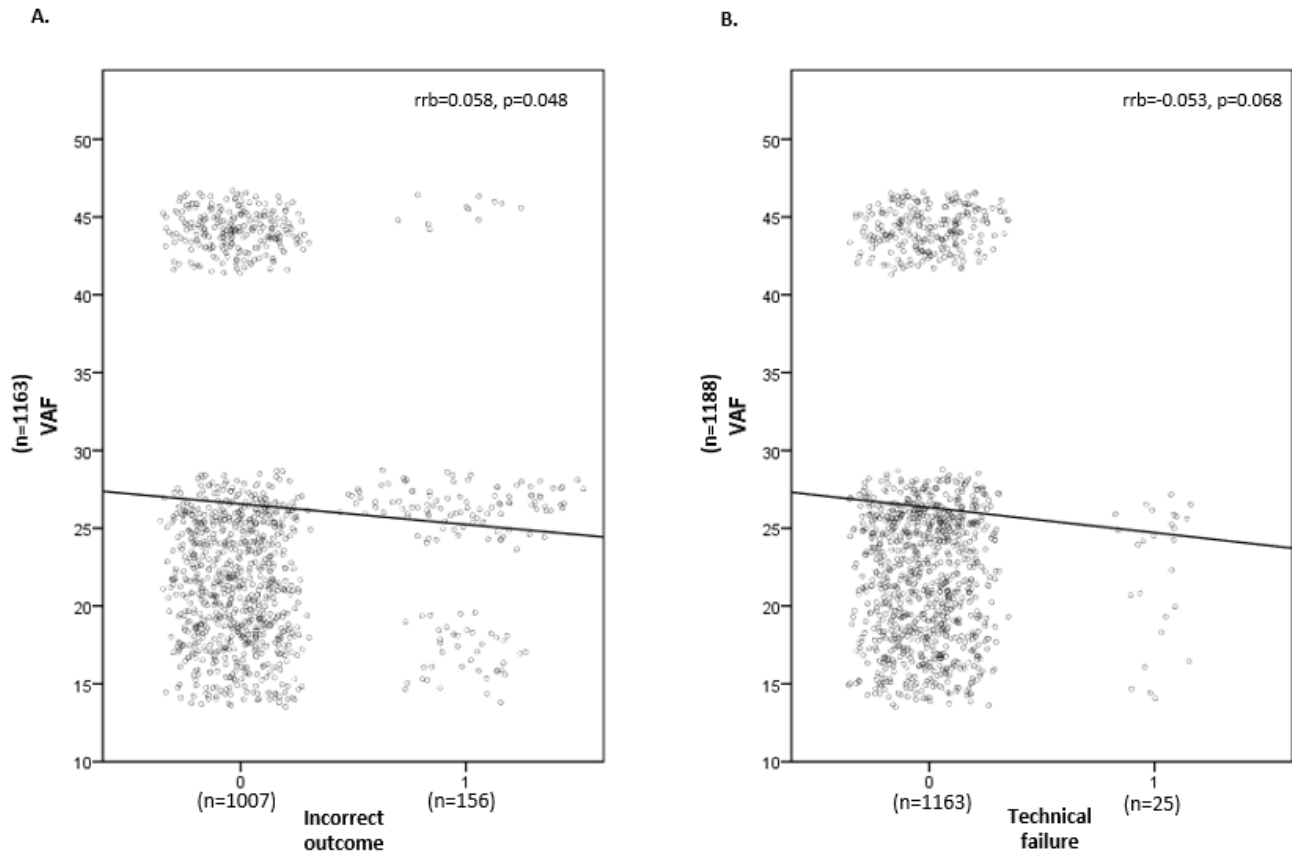 A.
rrb=0.058, p=0.048
50
45
40
35
30
25
20
15
10
(n=1163)
VAF
0
1
(n=1007)
(n=156)
Incorrect
outcome
B.
rrb=-0.053, p=0.068
50
45
40
35
30
25
20
15
10
(n=1188)
VAF
0
1
(n=1163)
(n=25)
Technical
failure